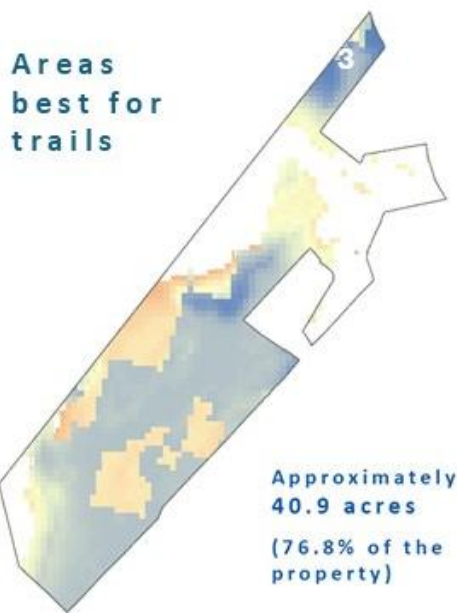 Areas
best for
trails
3
Approximately
40.9 acres
(76.8% of the
property)